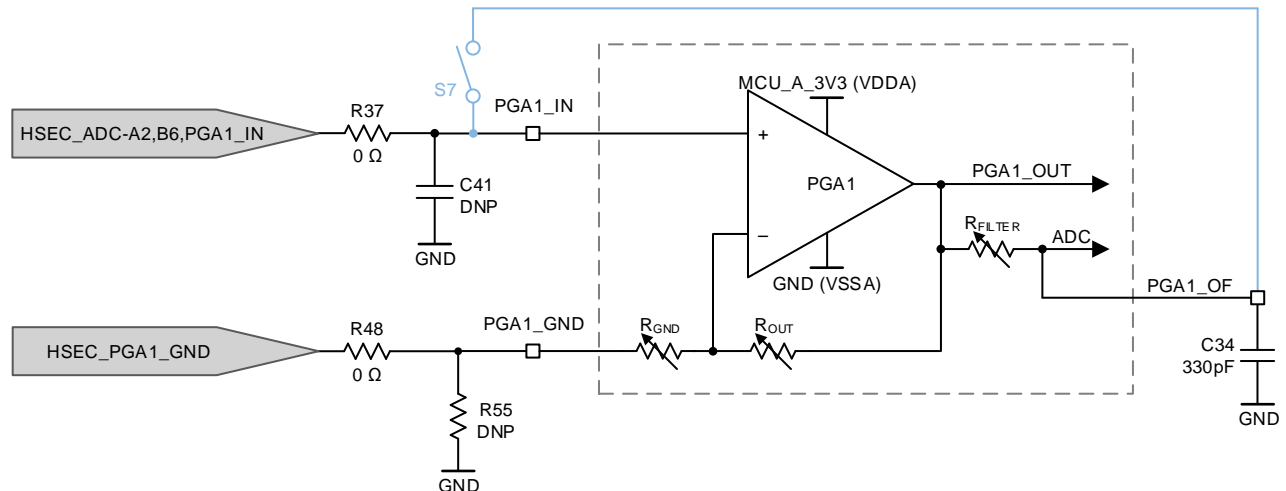 S7
MCU_A_3V3 (VDDA)
R37
PGA1_IN
HSEC_ADC-A2,B6,PGA1_IN
0 Ω
+
C41
DNP
PGA1
PGA1_OUT
GND
−
RFILTER
ADC
GND (VSSA)
PGA1_OF
R48
PGA1_GND
RGND
ROUT
HSEC_PGA1_GND
0 Ω
C34
330pF
R55
DNP
GND
GND